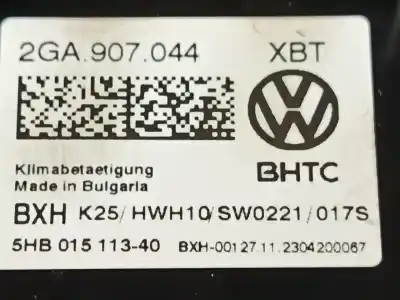 2GA.907.044 XBT
Klimabetaetigung
Made in Bulgaria
BHTC
BXH K25/HWH10/SW0221/017S
5HB 015 113-40 BXH-00127.11.2304200067